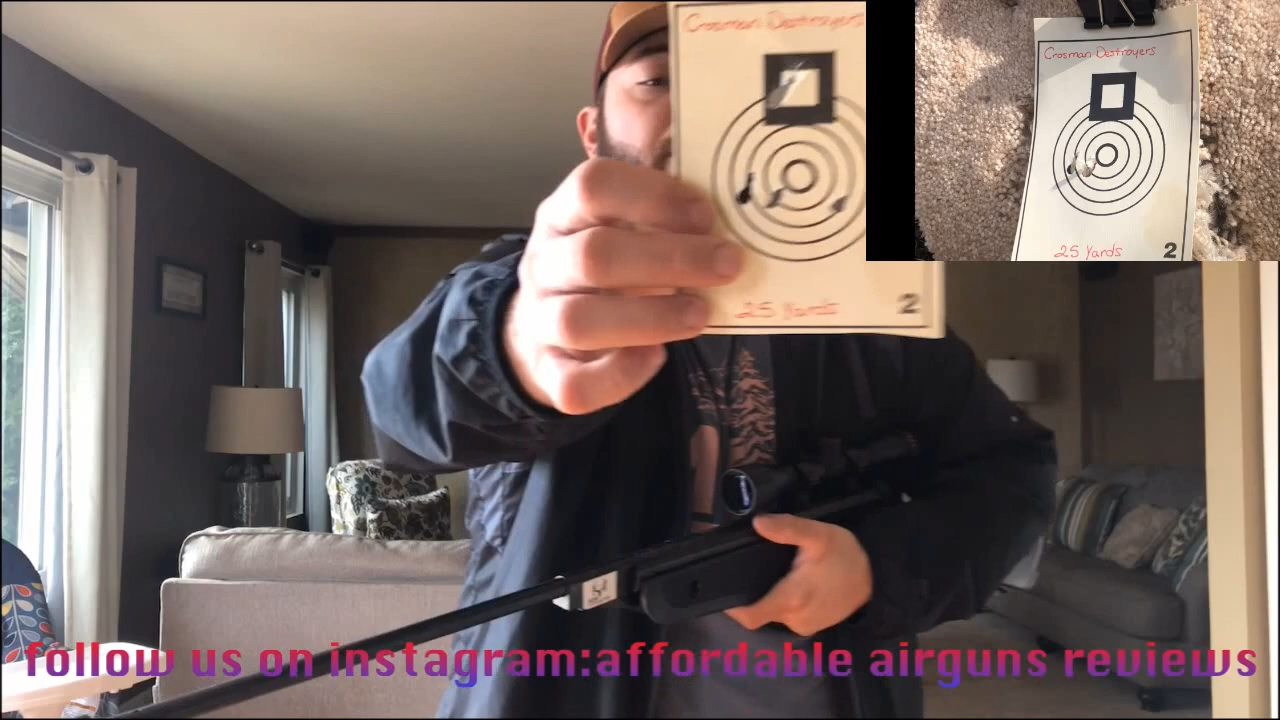 Crosman Destroyers
25 Yards
2
Crosman Destroyers
25 Yards
2
follow us on instagram:affordable airguns reviews